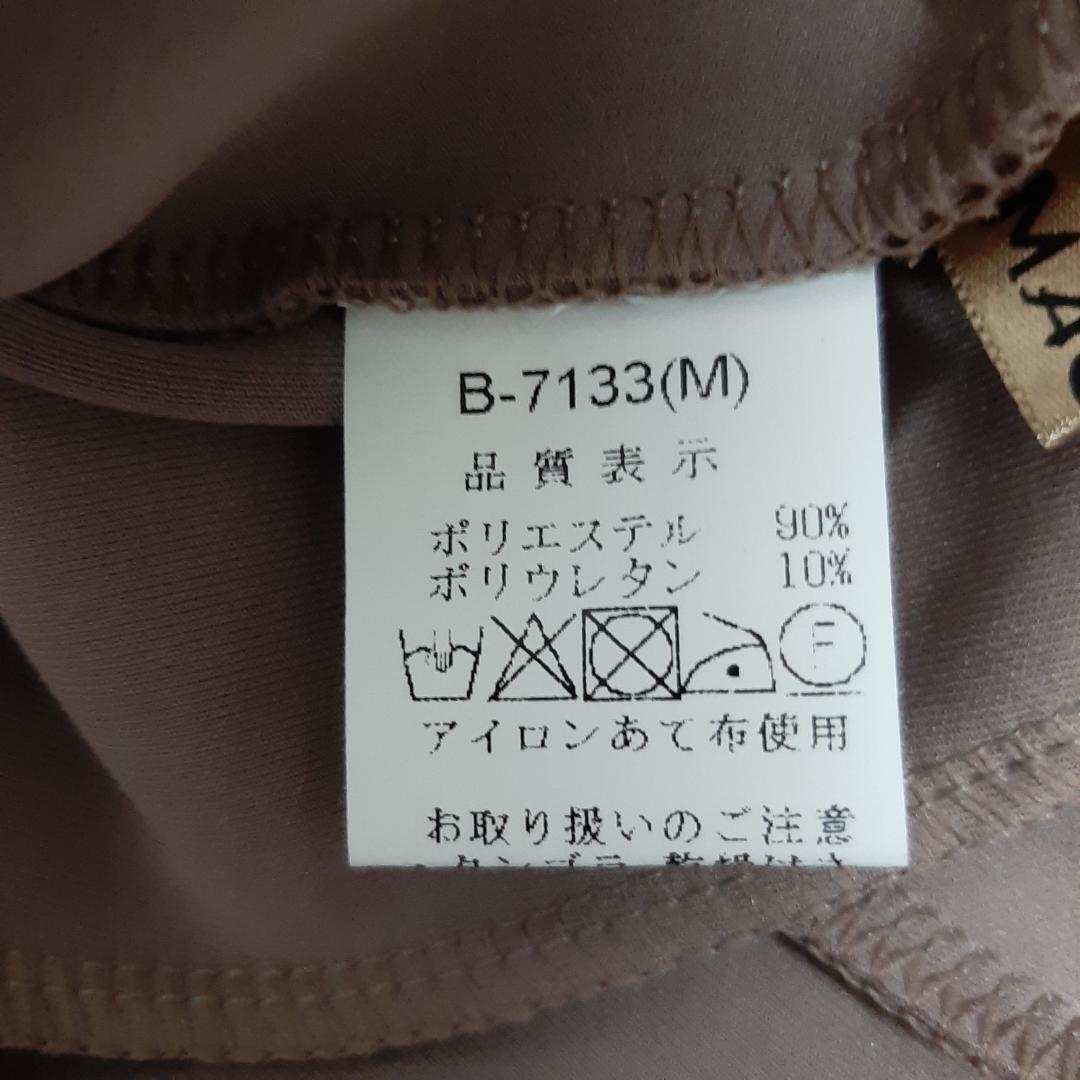 B-7133(M)
品質表示
ポリエステル 90%
ポリウレタン 10%
F
アイロンあて布使用
お取り扱いのご注意
MAC